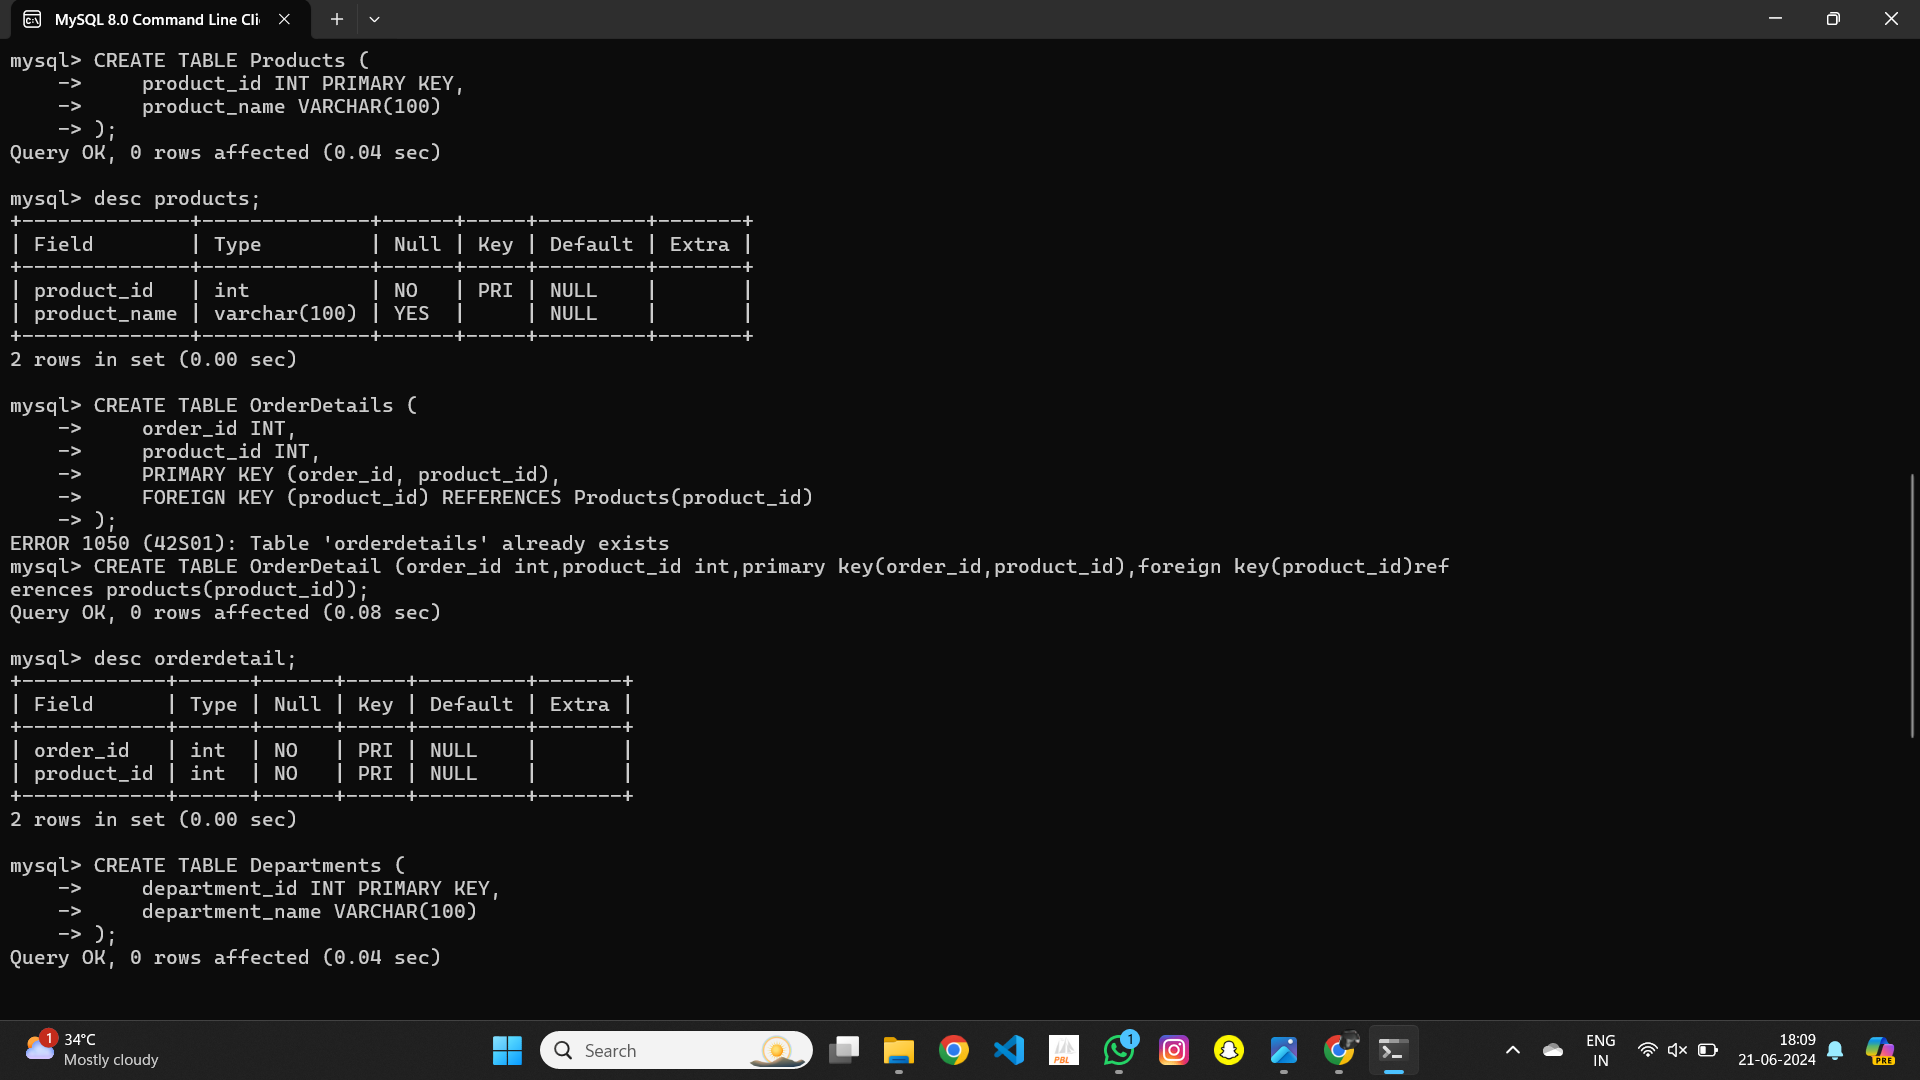 MySQL 8.0 Command Line Cli
mysql> CREATE TABLE Products (
    ->     product_id INT PRIMARY KEY,
    ->     product_name VARCHAR(100)
    -> );
Query OK, 0 rows affected (0.04 sec)
mysql> desc products;
+--------------+--------------+------+-----+---------+-------+
| Field        | Type         | Null | Key | Default | Extra |
+--------------+--------------+------+-----+---------+-------+
| product_id   | int          | NO   | PRI | NULL    |       |
| product_name | varchar(100) | YES  |     | NULL    |       |
+--------------+--------------+------+-----+---------+-------+
2 rows in set (0.00 sec)
mysql> CREATE TABLE OrderDetails (
    ->     order_id INT,
    ->     product_id INT,
    ->     PRIMARY KEY (order_id, product_id),
    ->     FOREIGN KEY (product_id) REFERENCES Products(product_id)
    -> );
ERROR 1050 (42S01): Table 'orderdetails' already exists
mysql> CREATE TABLE OrderDetail (order_id int,product_id int,primary key(order_id,product_id),foreign key(product_id)ref
erences products(product_id));
Query OK, 0 rows affected (0.08 sec)
mysql> desc orderdetail;
+------------+------+------+-----+---------+-------+
| Field      | Type | Null | Key | Default | Extra |
+------------+------+------+-----+---------+-------+
| order_id   | int  | NO   | PRI | NULL    |       |
| product_id | int  | NO   | PRI | NULL    |       |
+------------+------+------+-----+---------+-------+
2 rows in set (0.00 sec)
mysql> CREATE TABLE Departments (
    ->     department_id INT PRIMARY KEY,
    ->     department_name VARCHAR(100)
    -> );
Query OK, 0 rows affected (0.04 sec)
1
34°C
Mostly cloudy
Search
PBL
1
ENG
IN
18:09
21-06-2024
PRE